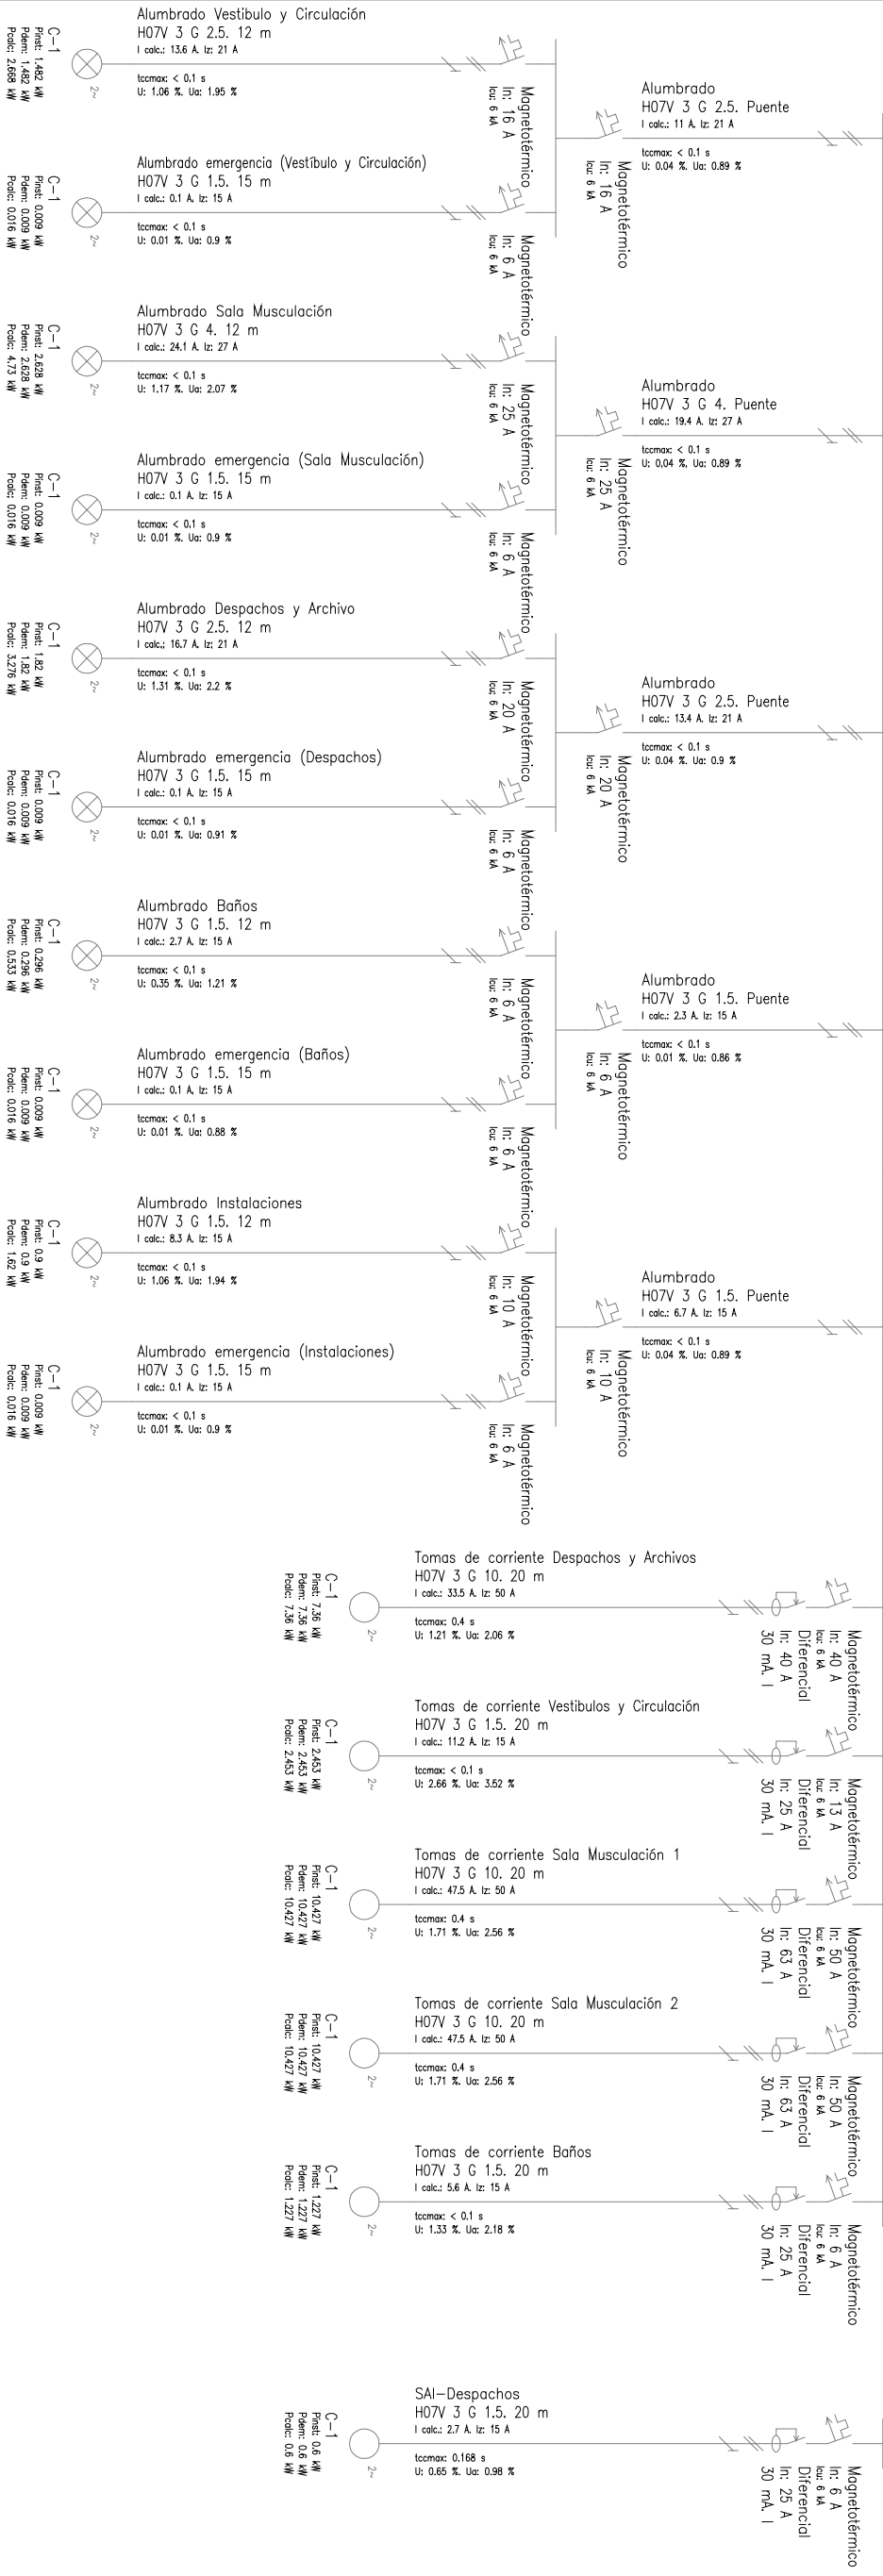 Alumbrado Vestibulo y Circulación
H07V 3 G 2.5. 12 m
I calc.: 13.6 A. Iz: 21 A
tccmax: < 0.1 s
U: 1.06 %. Ua: 1.95 %
Magnetotérmico
In: 16 A
Icu: 6 kA
C-1
Pinst: 1.482 kW
Pdem: 1.482 kW
Pcalc: 2.668 kW
2~
Alumbrado
H07V 3 G 2.5. Puente
I calc.: 11 A. Iz: 21 A
tccmax: < 0.1 s
U: 0.04 %. Ua: 0.89 %
Magnetotérmico
In: 16 A
Icu: 6 kA
Alumbrado emergencia (Vestíbulo y Circulación)
H07V 3 G 1.5. 15 m
I calc.: 0.1 A. Iz: 15 A
tccmax: < 0.1 s
U: 0.01 %. Ua: 0.9 %
Magnetotérmico
In: 6 A
Icu: 6 kA
C-1
Pinst: 0.009 kW
Pdem: 0.009 kW
Pcalc: 0.016 kW
2~
Alumbrado Sala Musculación
H07V 3 G 4. 12 m
I calc.: 24.1 A. Iz: 27 A
tccmax: < 0.1 s
U: 1.17 %. Ua: 2.07 %
Magnetotérmico
In: 25 A
Icu: 6 kA
C-1
Pinst: 2.628 kW
Pdem: 2.628 kW
Pcalc: 4.73 kW
2~
Alumbrado
H07V 3 G 4. Puente
I calc.: 19.4 A. Iz: 27 A
tccmax: < 0.1 s
U: 0.04 %. Ua: 0.89 %
Magnetotérmico
In: 25 A
Icu: 6 kA
Alumbrado emergencia (Sala Musculación)
H07V 3 G 1.5. 15 m
I calc.: 0.1 A. Iz: 15 A
tccmax: < 0.1 s
U: 0.01 %. Ua: 0.9 %
Magnetotérmico
In: 6 A
Icu: 6 kA
C-1
Pinst: 0.009 kW
Pdem: 0.009 kW
Pcalc: 0.016 kW
2~
Alumbrado Despachos y Archivo
H07V 3 G 2.5. 12 m
I calc.: 16.7 A. Iz: 21 A
tccmax: < 0.1 s
U: 1.31 %. Ua: 2.2 %
Magnetotérmico
In: 20 A
Icu: 6 kA
C-1
Pinst: 1.82 kW
Pdem: 1.82 kW
Pcalc: 3.276 kW
2~
Alumbrado
H07V 3 G 2.5. Puente
I calc.: 13.4 A. Iz: 21 A
tccmax: < 0.1 s
U: 0.04 %. Ua: 0.9 %
Magnetotérmico
In: 20 A
Icu: 6 kA
Alumbrado emergencia (Despachos)
H07V 3 G 1.5. 15 m
I calc.: 0.1 A. Iz: 15 A
tccmax: < 0.1 s
U: 0.01 %. Ua: 0.91 %
Magnetotérmico
In: 6 A
Icu: 6 kA
C-1
Pinst: 0.009 kW
Pdem: 0.009 kW
Pcalc: 0.016 kW
2~
Alumbrado Baños
H07V 3 G 1.5. 12 m
I calc.: 2.7 A. Iz: 15 A
tccmax: < 0.1 s
U: 0.35 %. Ua: 1.21 %
Magnetotérmico
In: 6 A
Icu: 6 kA
C-1
Pinst: 0.296 kW
Pdem: 0.296 kW
Pcalc: 0.533 kW
2~
Alumbrado
H07V 3 G 1.5. Puente
I calc.: 2.3 A. Iz: 15 A
tccmax: < 0.1 s
U: 0.01 %. Ua: 0.86 %
Magnetotérmico
In: 6 A
Icu: 6 kA
Alumbrado emergencia (Baños)
H07V 3 G 1.5. 15 m
I calc.: 0.1 A. Iz: 15 A
tccmax: < 0.1 s
U: 0.01 %. Ua: 0.88 %
Magnetotérmico
In: 6 A
Icu: 6 kA
C-1
Pinst: 0.009 kW
Pdem: 0.009 kW
Pcalc: 0.016 kW
2~
Alumbrado Instalaciones
H07V 3 G 1.5. 12 m
I calc.: 8.3 A. Iz: 15 A
tccmax: < 0.1 s
U: 1.06 %. Ua: 1.94 %
Magnetotérmico
In: 10 A
Icu: 6 kA
C-1
Pinst: 0.9 kW
Pdem: 0.9 kW
Pcalc: 1.62 kW
2~
Alumbrado
H07V 3 G 1.5. Puente
I calc.: 6.7 A. Iz: 15 A
tccmax: < 0.1 s
U: 0.04 %. Ua: 0.89 %
Magnetotérmico
In: 10 A
Icu: 6 kA
Alumbrado emergencia (Instalaciones)
H07V 3 G 1.5. 15 m
I calc.: 0.1 A. Iz: 15 A
tccmax: < 0.1 s
U: 0.01 %. Ua: 0.9 %
Magnetotérmico
In: 6 A
Icu: 6 kA
C-1
Pinst: 0.009 kW
Pdem: 0.009 kW
Pcalc: 0.016 kW
2~
Tomas de corriente Despachos y Archivos
H07V 3 G 10. 20 m
I calc.: 33.5 A. Iz: 50 A
tccmax: 0.4 s
U: 1.21 %. Ua: 2.06 %
Magnetotérmico
In: 40 A
Icu: 6 kA
Diferencial
In: 40 A
30 mA. I
C-1
Pinst: 7.36 kW
Pdem: 7.36 kW
Pcalc: 7.36 kW
2~
Tomas de corriente Vestibulos y Circulación
H07V 3 G 1.5. 20 m
I calc.: 11.2 A. Iz: 15 A
tccmax: < 0.1 s
U: 2.66 %. Ua: 3.52 %
Magnetotérmico
In: 13 A
Icu: 6 kA
Diferencial
In: 25 A
30 mA. I
C-1
Pinst: 2.453 kW
Pdem: 2.453 kW
Pcalc: 2.453 kW
2~
Tomas de corriente Sala Musculación 1
H07V 3 G 10. 20 m
I calc.: 47.5 A. Iz: 50 A
tccmax: 0.4 s
U: 1.71 %. Ua: 2.56 %
Magnetotérmico
In: 50 A
Icu: 6 kA
Diferencial
In: 63 A
30 mA. I
C-1
Pinst: 10.427 kW
Pdem: 10.427 kW
Pcalc: 10.427 kW
2~
Tomas de corriente Sala Musculación 2
H07V 3 G 10. 20 m
I calc.: 47.5 A. Iz: 50 A
tccmax: 0.4 s
U: 1.71 %. Ua: 2.56 %
Magnetotérmico
In: 50 A
Icu: 6 kA
Diferencial
In: 63 A
30 mA. I
C-1
Pinst: 10.427 kW
Pdem: 10.427 kW
Pcalc: 10.427 kW
2~
Tomas de corriente Baños
H07V 3 G 1.5. 20 m
I calc.: 5.6 A. Iz: 15 A
tccmax: < 0.1 s
U: 1.33 %. Ua: 2.18 %
Magnetotérmico
In: 6 A
Icu: 6 kA
Diferencial
In: 25 A
30 mA. I
C-1
Pinst: 1.227 kW
Pdem: 1.227 kW
Pcalc: 1.227 kW
2~
SAI-Despachos
H07V 3 G 1.5. 20 m
I calc.: 2.7 A. Iz: 15 A
tccmax: 0.168 s
U: 0.65 %. Ua: 0.98 %
Magnetotérmico
In: 6 A
Icu: 6 kA
Diferencial
In: 25 A
30 mA. I
C-1
Pinst: 0.6 kW
Pdem: 0.6 kW
Pcalc: 0.6 kW
2~